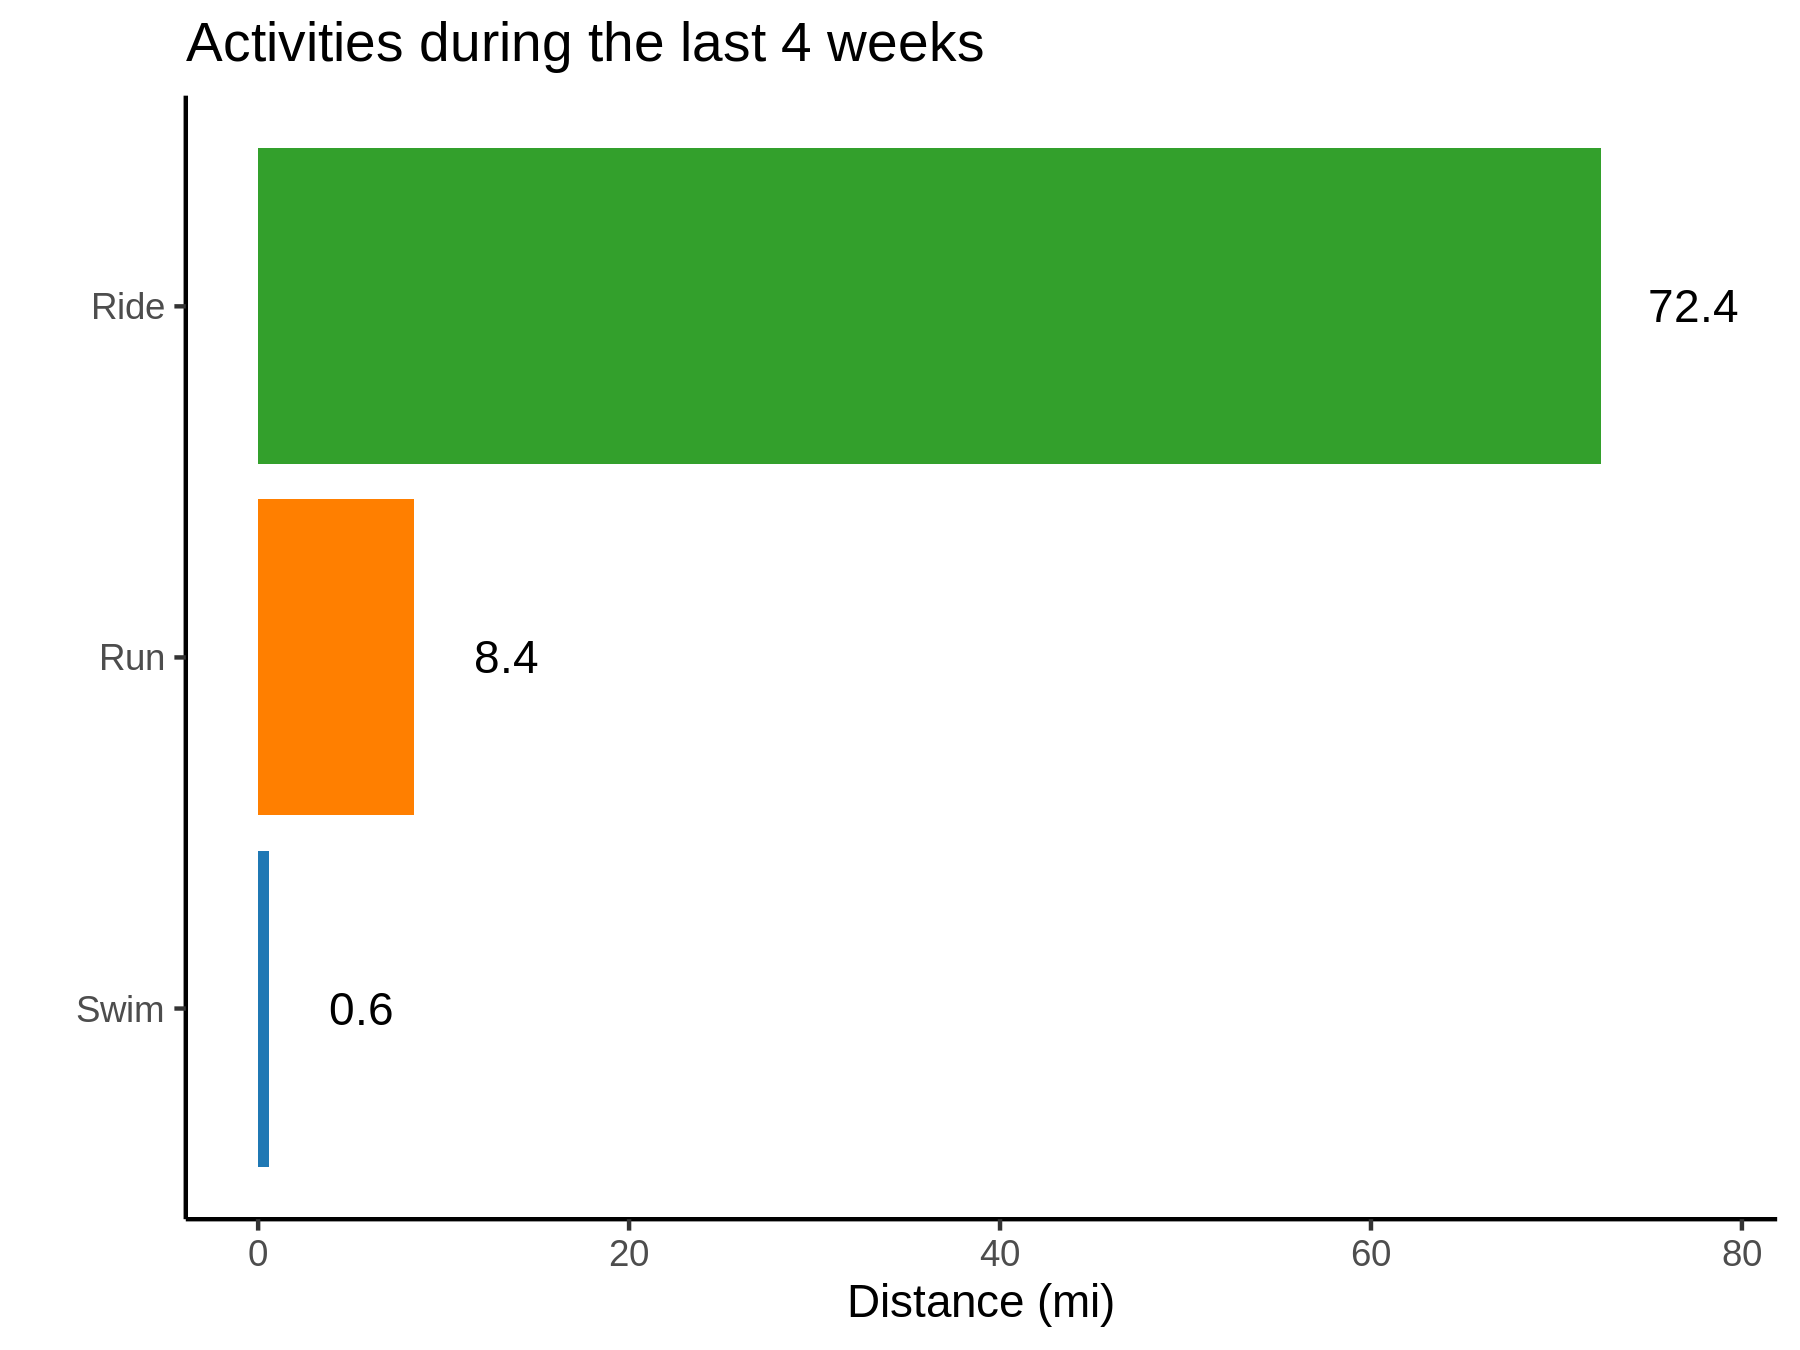 Activities during the last 4 weeks
Ride
72.4
Run
8.4
Swim
0.6
0 20 40 60 80
Distance (mi)